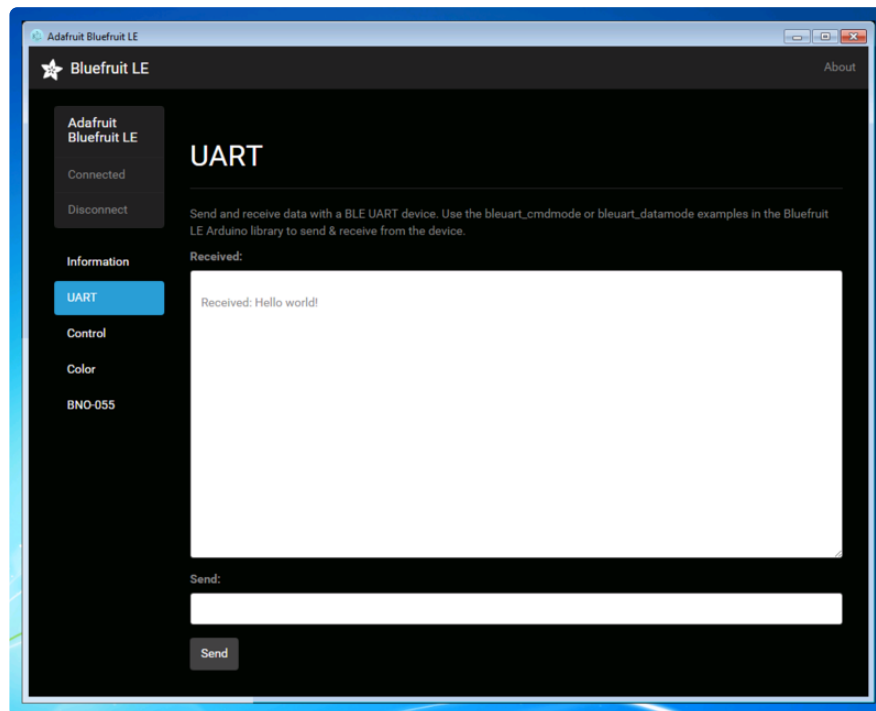 Adafruit Bluefruit LE
Bluefruit LE
About
Adafruit
Bluefruit LE
Connected
Disconnect
Information
UART
Control
Color
BNO-055
UART
Send and receive data with a BLE UART device. Use the bleuart_cmdmode or bleuart_datamode examples in the Bluefruit
LE Arduino library to send & receive from the device.
Received:
Received: Hello world!
Send:
Send